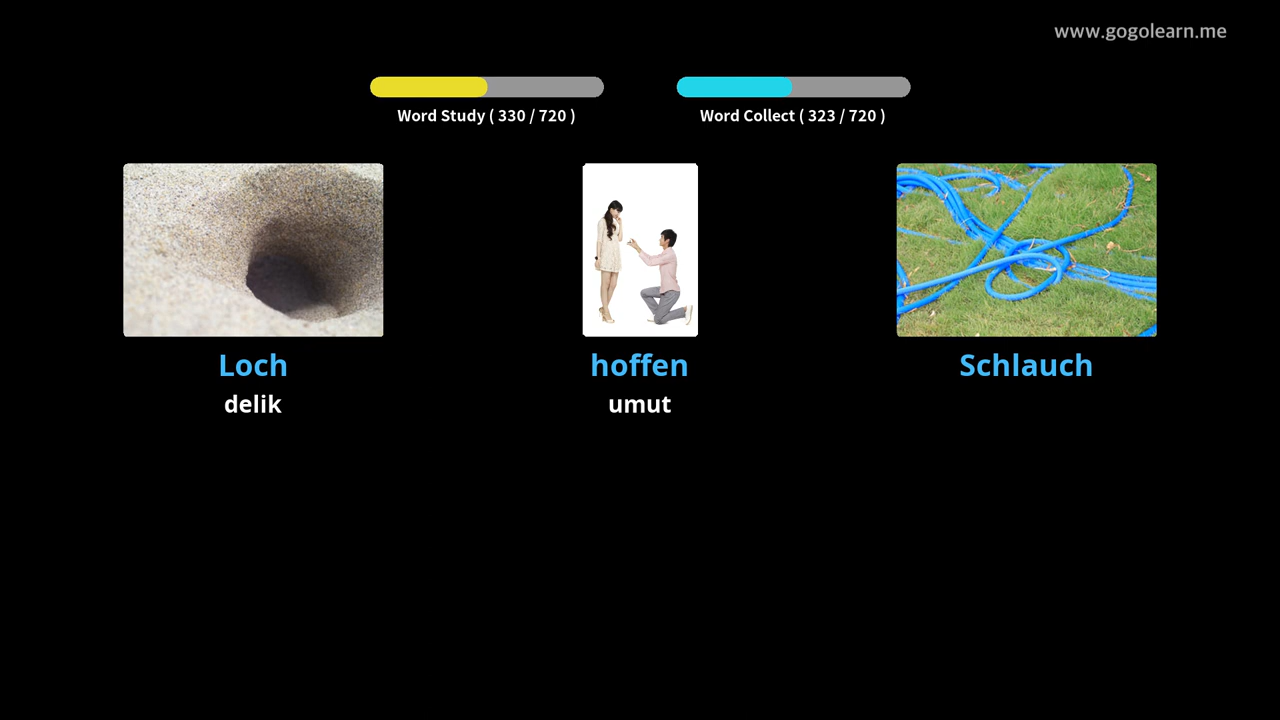 www.gogolearn.me
Word Study ( 330 / 720 )
Word Collect ( 323 / 720 )
Loch
delik
hoffen
umut
Schlauch